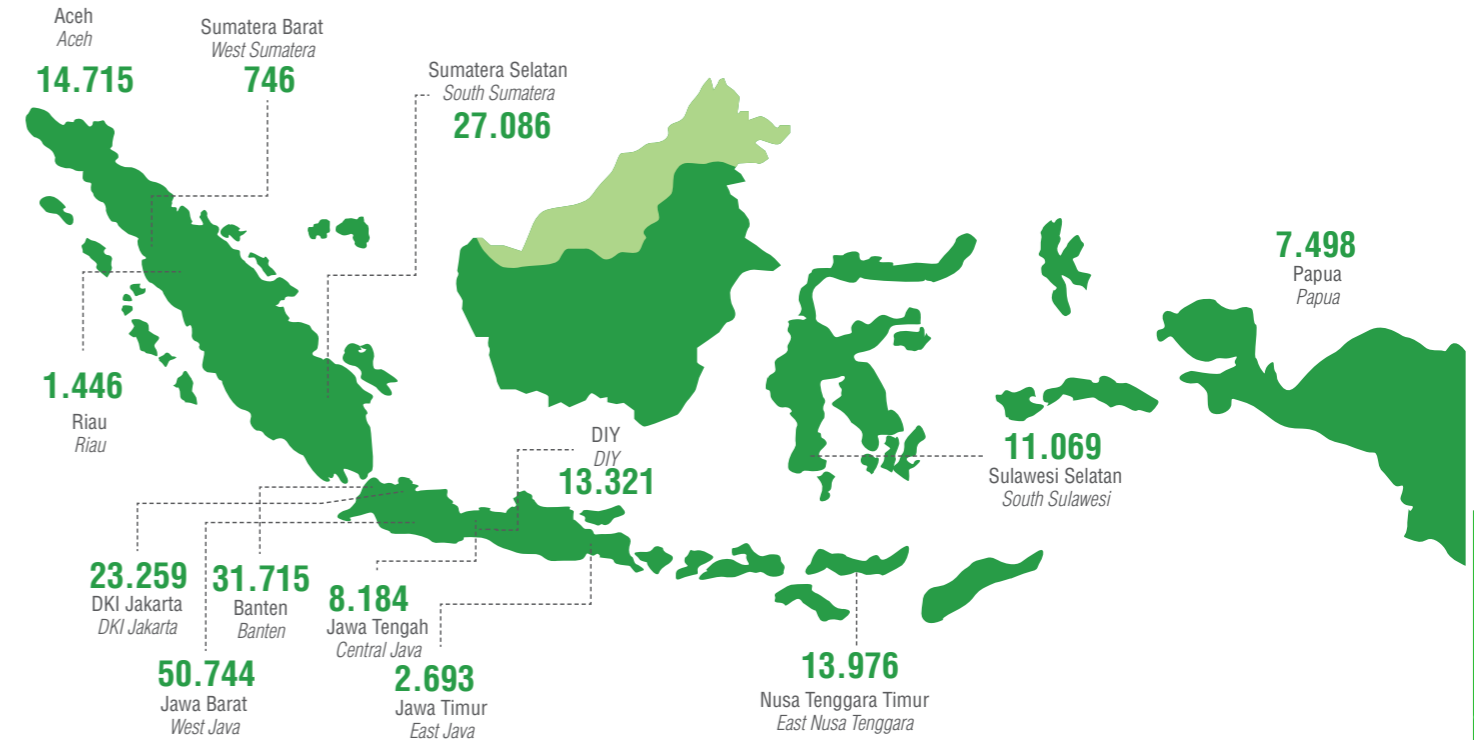 Aceh
Aceh
14.715
Sumatera Barat
West Sumatera
746
Sumatera Selatan
South Sumatera
27.086
7.498
Papua
Papua
1.446
Riau
Riau
DIY
DIY
13.321
11.069
Sulawesi Selatan
South Sulawesi
23.259
DKI Jakarta
DKI Jakarta
31.715
Banten
Banten
8.184
Jawa Tengah
Central Java
50.744
Jawa Barat
West Java
2.693
Jawa Timur
East Java
13.976
Nusa Tenggara Timur
East Nusa Tenggara